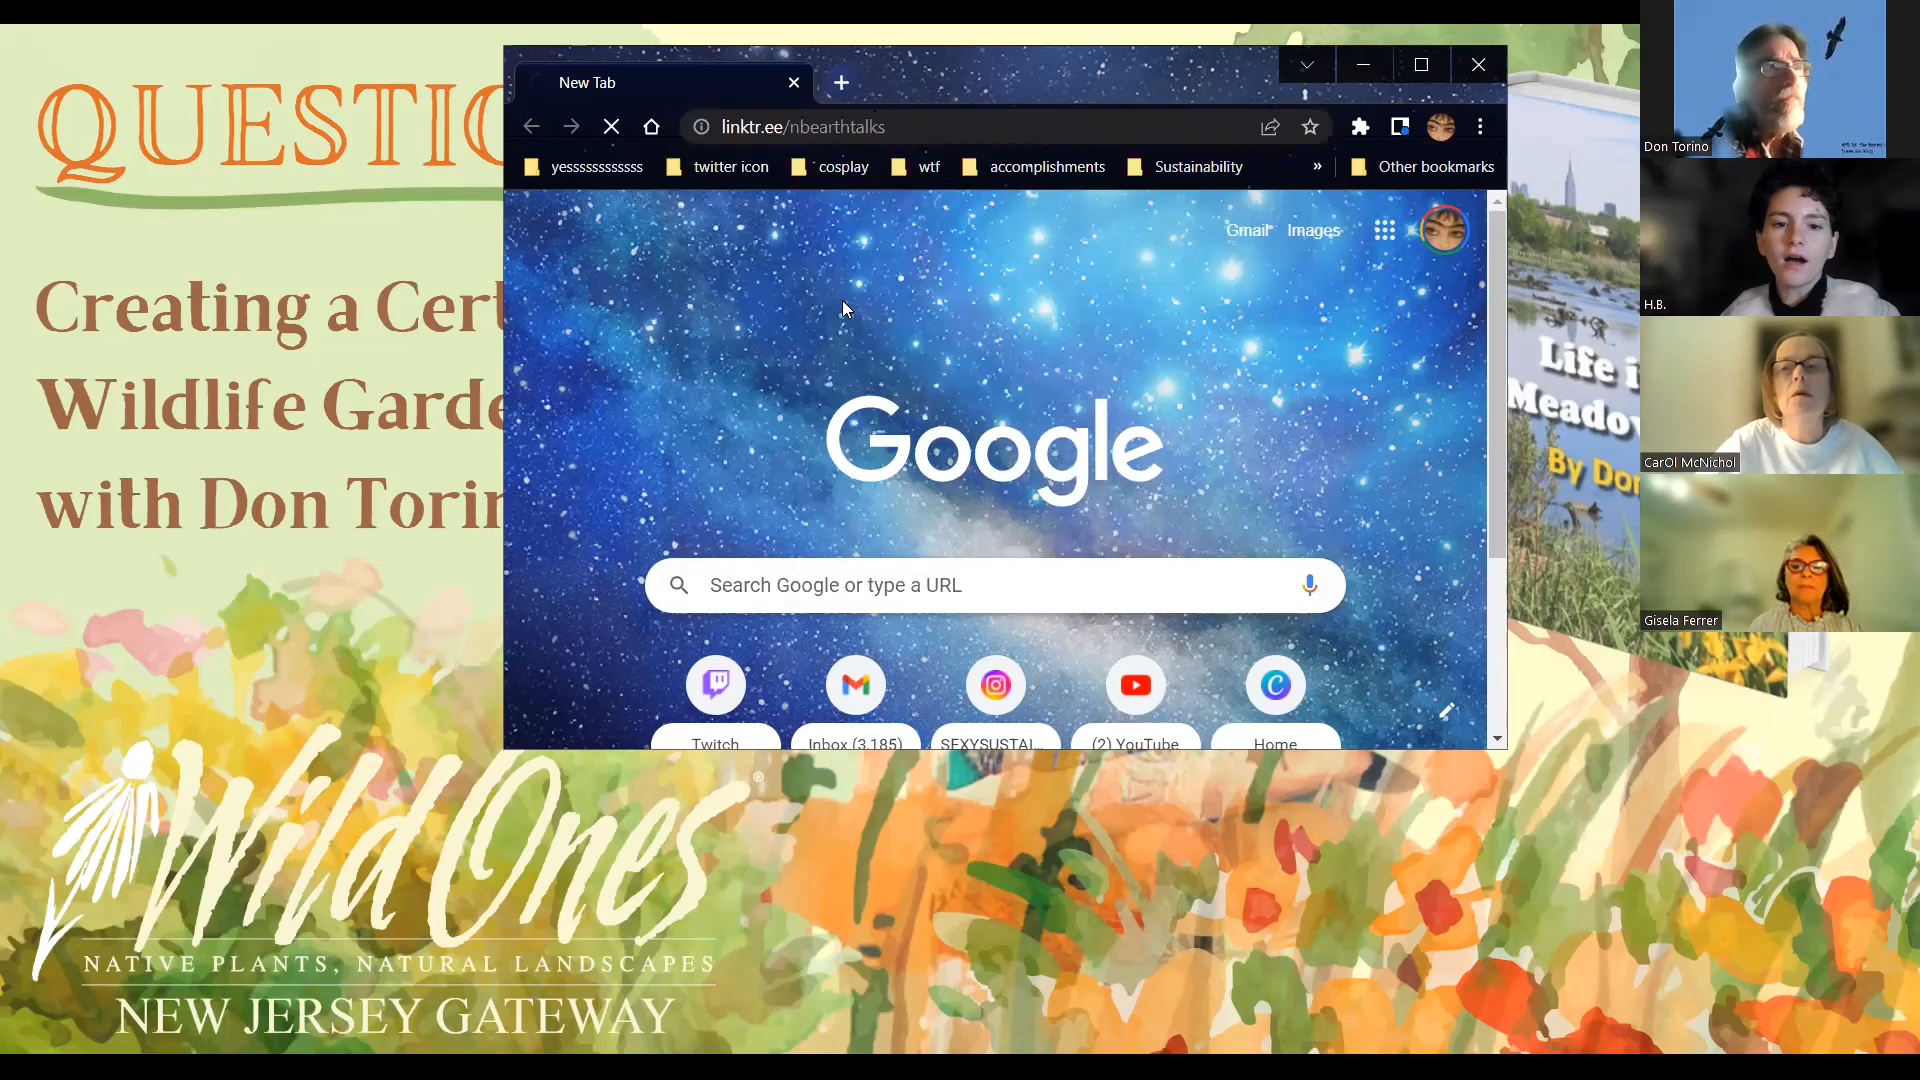 QUESTIO
Creating a Cert
Wildlife Garde
with Don Torin
New Tab
linktr.ee/nbearthtalks
yesssssssssssss
twitter icon
cosplay
wtf
accomplishments
Sustainability
»
Other bookmarks
Gmail
Images
Google
Search Google or type a URL
Twitch
Inbox (3,185)
SEXYSUSTAI...
(2) YouTube
Home
Life i
Meadov
By Dor
Don Torino
H.B.
CarOl McNichol
Gisela Ferrer
Wild Ones®
NATIVE PLANTS, NATURAL LANDSCAPES
NEW JERSEY GATEWAY